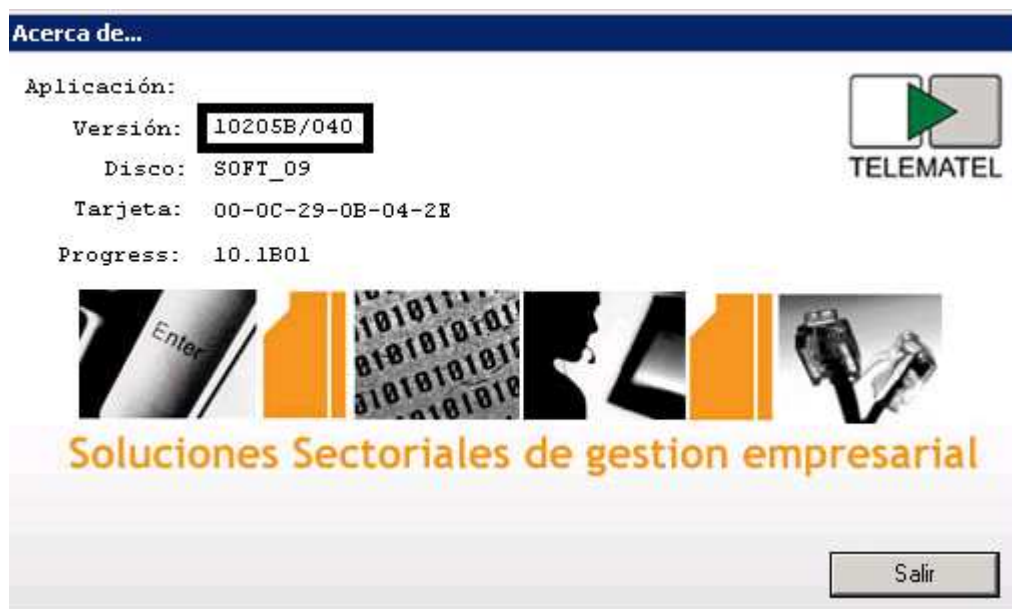 Acerca de...
Aplicación:
Versión: 10205B/040
TELEMATEL
Disco: SOFT_09
Tarjeta: 00-0C-29-0B-04-2E
Progress: 10.1B01
Enter
Soluciones Sectoriales de gestion empresarial
Salir